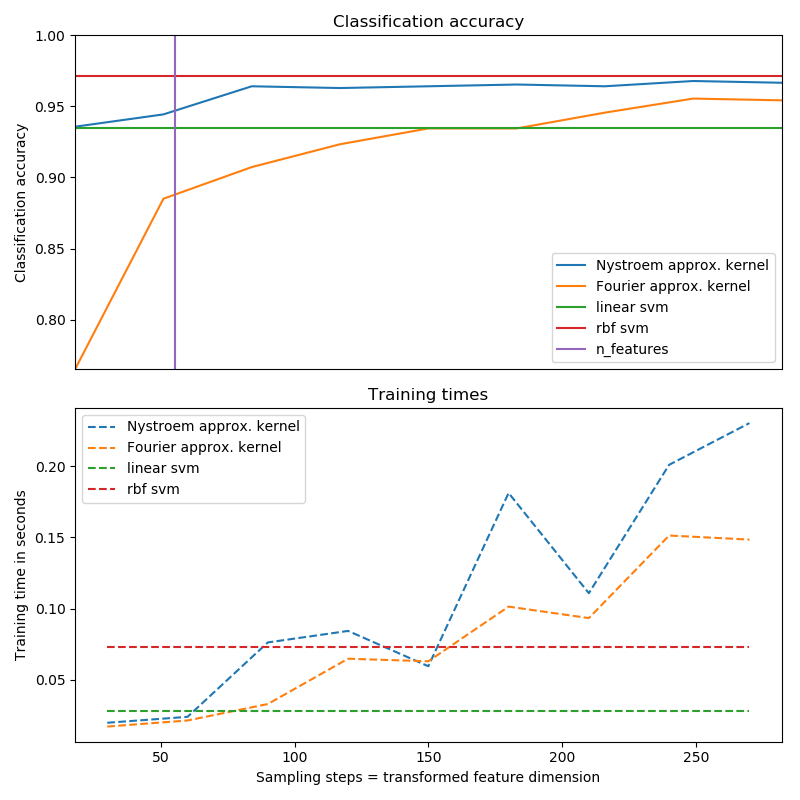 Classification accuracy
1.00
0.95
0.90
0.85
0.80
Classification accuracy
Nystroem approx. kernel
Fourier approx. kernel
linear svm
rbf svm
n_features
Training times
Nystroem approx. kernel
Fourier approx. kernel
linear svm
rbf svm
0.20
0.15
0.10
0.05
Training time in seconds
50
100
150
200
250
Sampling steps = transformed feature dimension